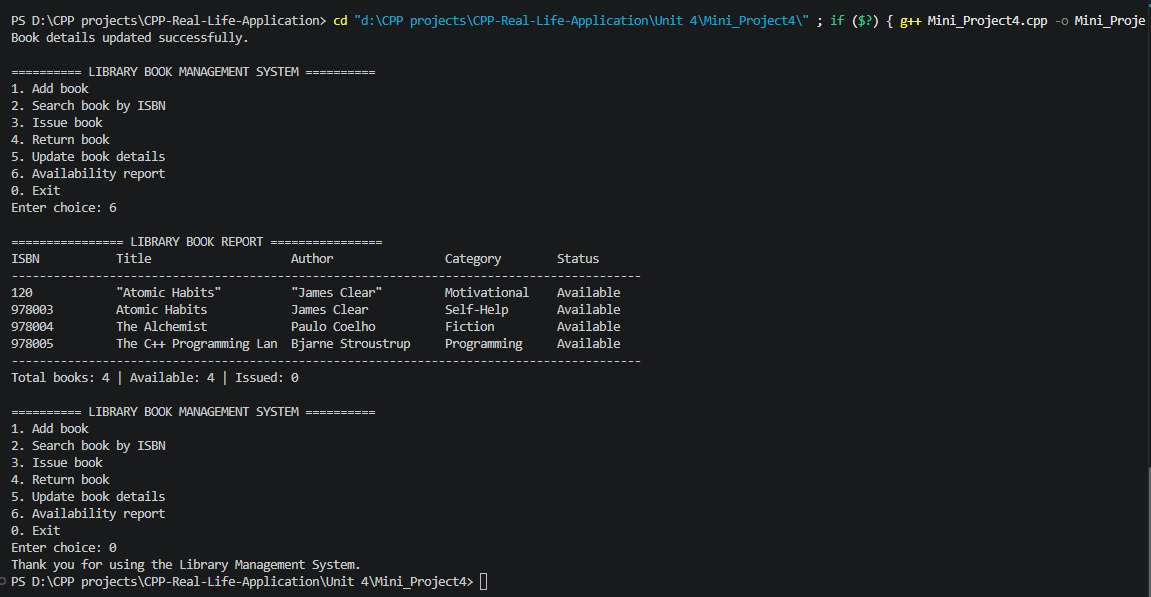 PS D:\CPP projects\CPP-Real-Life-Application> cd "d:\CPP projects\CPP-Real-Life-Application\Unit 4\Mini_Project4\" ; if ($?) { g++ Mini_Project4.cpp -o Mini_Proje
Book details updated successfully.

========== LIBRARY BOOK MANAGEMENT SYSTEM ==========
1. Add book
2. Search book by ISBN
3. Issue book
4. Return book
5. Update book details
6. Availability report
0. Exit
Enter choice: 6

================ LIBRARY BOOK REPORT ================
ISBN           Title                    Author                Category        Status
------------------------------------------------------------------------------------------
120            "Atomic Habits"          "James Clear"         Motivational    Available
978003         Atomic Habits            James Clear           Self-Help       Available
978004         The Alchemist            Paulo Coelho          Fiction         Available
978005         The C++ Programming Lan  Bjarne Stroustrup     Programming     Available
------------------------------------------------------------------------------------------
Total books: 4 | Available: 4 | Issued: 0

========== LIBRARY BOOK MANAGEMENT SYSTEM ==========
1. Add book
2. Search book by ISBN
3. Issue book
4. Return book
5. Update book details
6. Availability report
0. Exit
Enter choice: 0
Thank you for using the Library Management System.
PS D:\CPP projects\CPP-Real-Life-Application\Unit 4\Mini_Project4>